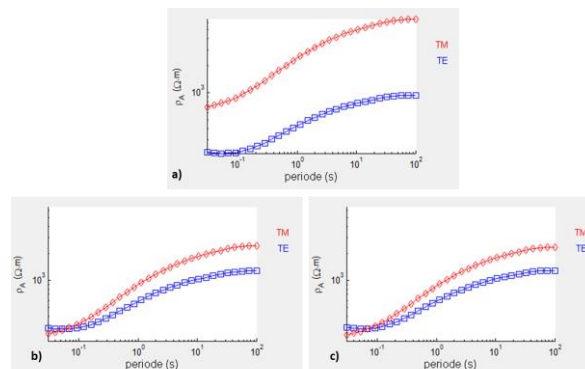 TM
TE
10³
ρA (Ω·m)
10⁻¹ 10⁰ 10¹ 10²
periode (s)
a)
TM
TE
10³
ρA (Ω·m)
10⁻¹ 10⁰ 10¹ 10²
periode (s)
b)
TM
TE
10³
ρA (Ω·m)
10⁻¹ 10⁰ 10¹ 10²
periode (s)
c)